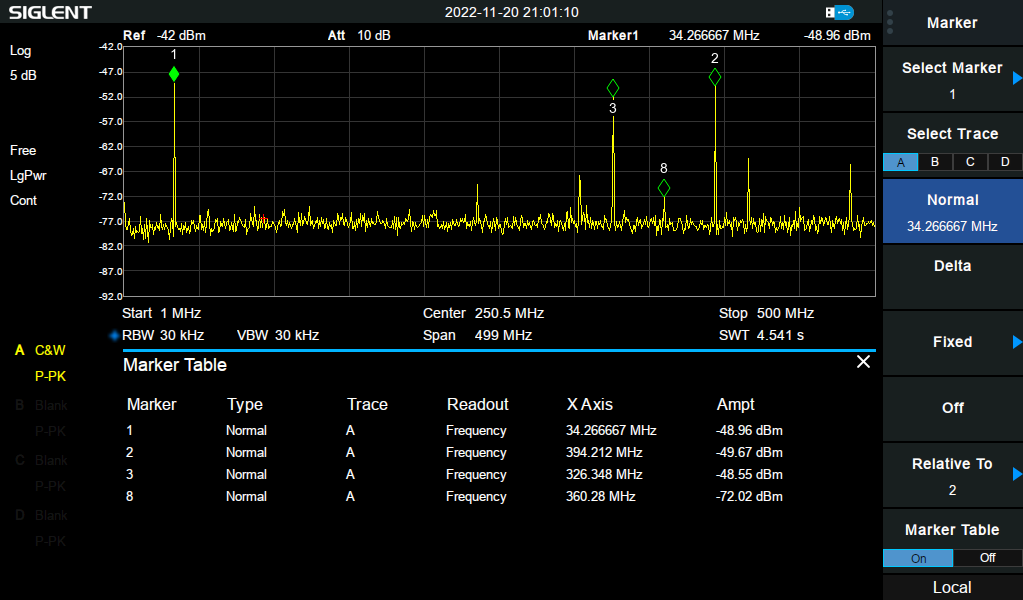 SIGLENT 2022-11-20 21:01:10
Marker
Ref -42 dBm Att 10 dB Marker1 34.266667 MHz -48.96 dBm
Log
5 dB
Free
LgPwr
Cont
-42.0
-47.0
-52.0
-57.0
-62.0
-67.0
-72.0
-77.0
-82.0
-87.0
-92.0
1
2
3
8
Start 1 MHz Center 250.5 MHz Stop 500 MHz
RBW 30 kHz VBW 30 kHz Span 499 MHz SWT 4.541 s
A C&W
P-PK
B Blank
P-PK
C Blank
P-PK
D Blank
P-PK
Marker Table
Marker Type Trace Readout X Axis Ampt
1 Normal A Frequency 34.266667 MHz -48.96 dBm
2 Normal A Frequency 394.212 MHz -49.67 dBm
3 Normal A Frequency 326.348 MHz -48.55 dBm
8 Normal A Frequency 360.28 MHz -72.02 dBm
Select Marker
1
Select Trace
A B C D
Normal
34.266667 MHz
Delta
Fixed
Off
Relative To
2
Marker Table
On Off
Local